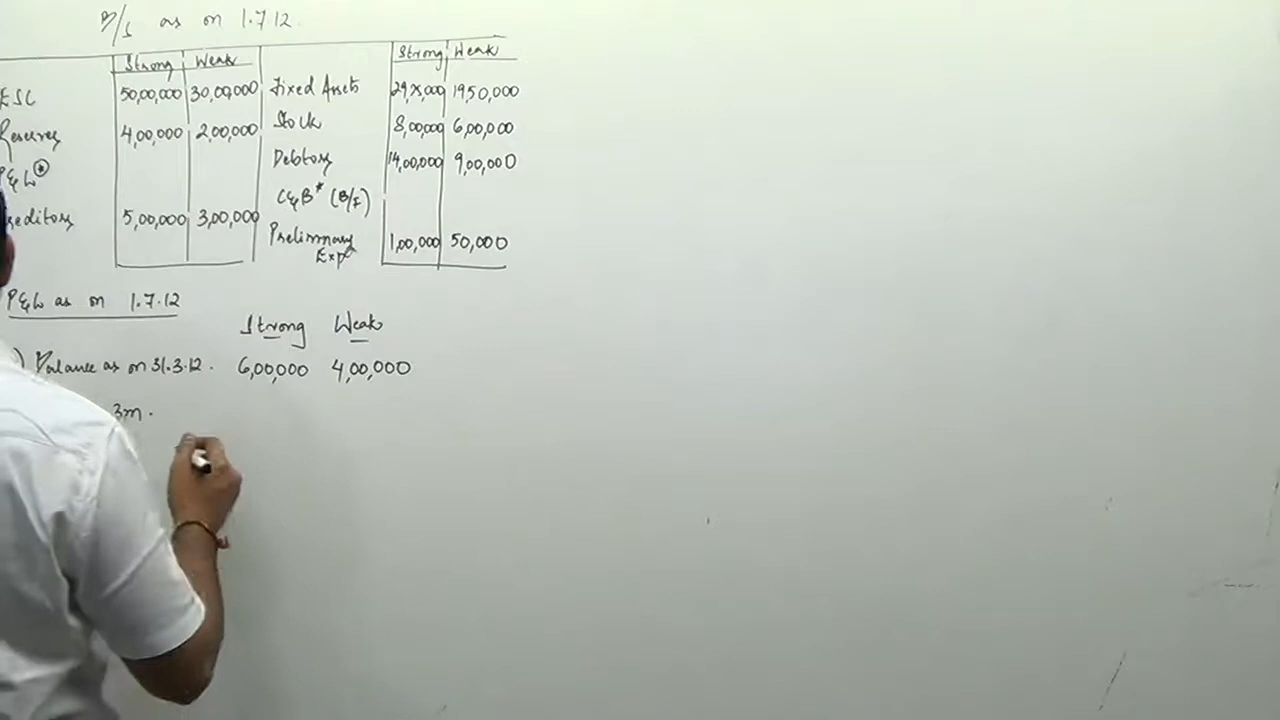 B/S as on 1.7.12.
Strong Weak Strong Weak
ESC 50,00,000 30,00,000 Fixed Assets 29,25,000 19,50,000
Reserves 4,00,000 2,00,000 Stock 8,00,000 6,00,000
P&L* Debtors 14,00,000 9,00,000
C&B* (B/F)
reditors 5,00,000 3,00,000 Preliminary 1,00,000 50,000
Exp
P&L as on 1.7.12
Strong Weak
) Balance as on 31.3.12. 6,00,000 4,00,000
3m.